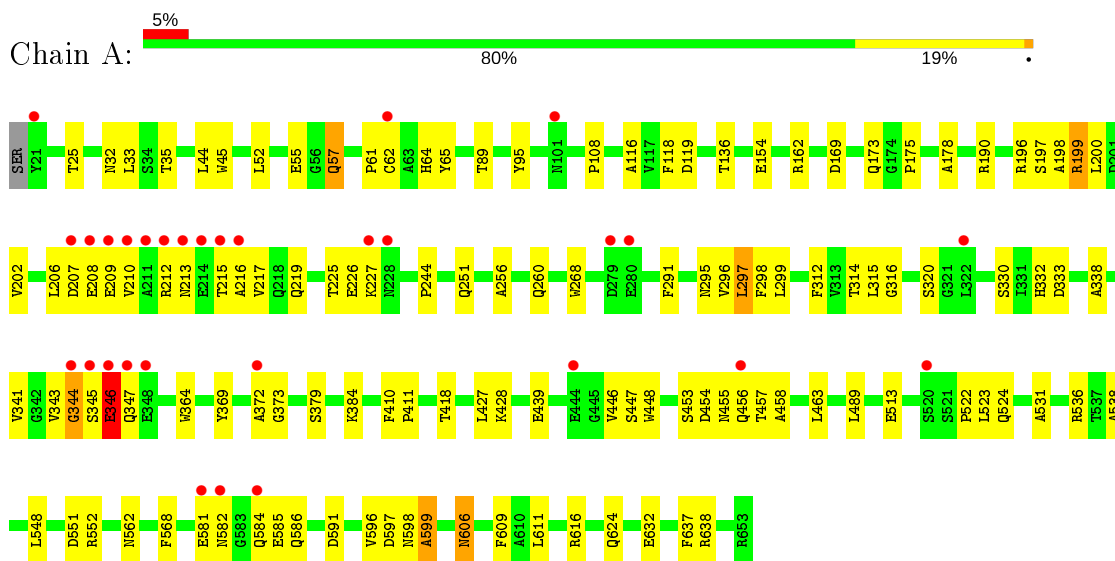 5%
Chain A:
80%
19%
•
SER Y21 T25 N32 L33 S34 T35 L44 W45 L52 E55 G56 Q57 P61 C62 A63 H64 Y65 T89 Y95 N101 P108 A116 V117 F118 D119 T136 E154 R162 D169 Q173 G174 P175 A178 R190 R196 S197 A198 R199 L200 D201
V202 L206 D207 E208 E209 V210 A211 R212 N213 E214 T215 A216 V217 Q218 Q219 T225 E226 K227 N228 P244 Q251 A256 Q260 W268 D279 E280 F291 N295 V296 L297 F298 L299 F312 V313 T314 L315 G316 S320 G321 L322 S330 I331 H332 D333 A338
V341 G342 V343 G344 S345 E346 Q347 E348 W364 Y369 A372 G373 S379 K384 F410 P411 T418 L427 K428 E439 E444 G445 V446 S447 W448 S453 D454 N455 Q456 T457 A458 L463 L489 E513 S520 S521 P522 L523 Q524 A531 R536 T537 A538
L548 D551 R552 N562 F568 E581 N582 G583 Q584 E585 Q586 D591 V596 D597 N598 A599 N606 F609 A610 L611 R616 Q624 E632 F637 R638 R653